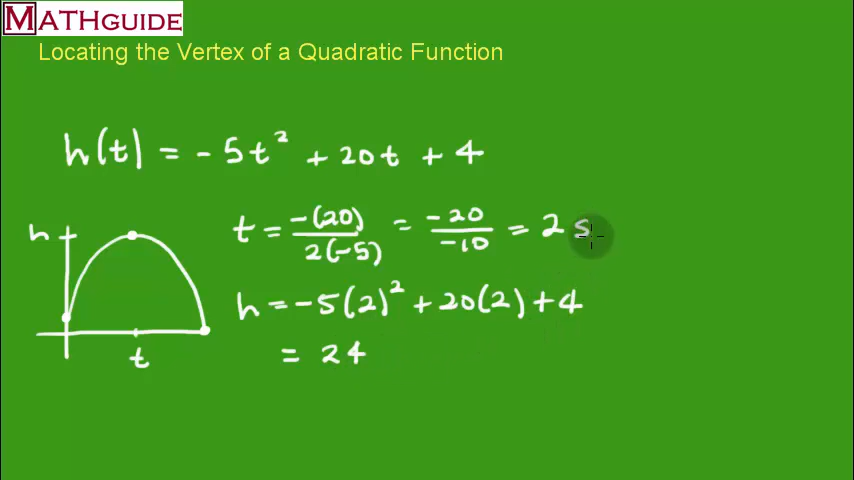 MATHGUIDE
Locating the Vertex of a Quadratic Function
h(t) = -5t² + 20t + 4
h
t = -(20) / 2(-5) = -20 / -10 = 2 s
h = -5(2)² + 20(2) + 4
= 24
t